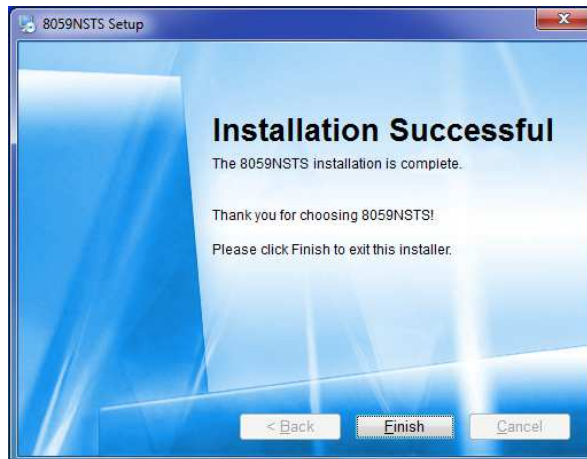 8059NSTS Setup
Installation Successful
The 8059NSTS installation is complete.
Thank you for choosing 8059NSTS!
Please click Finish to exit this installer.
< Back
Finish
Cancel